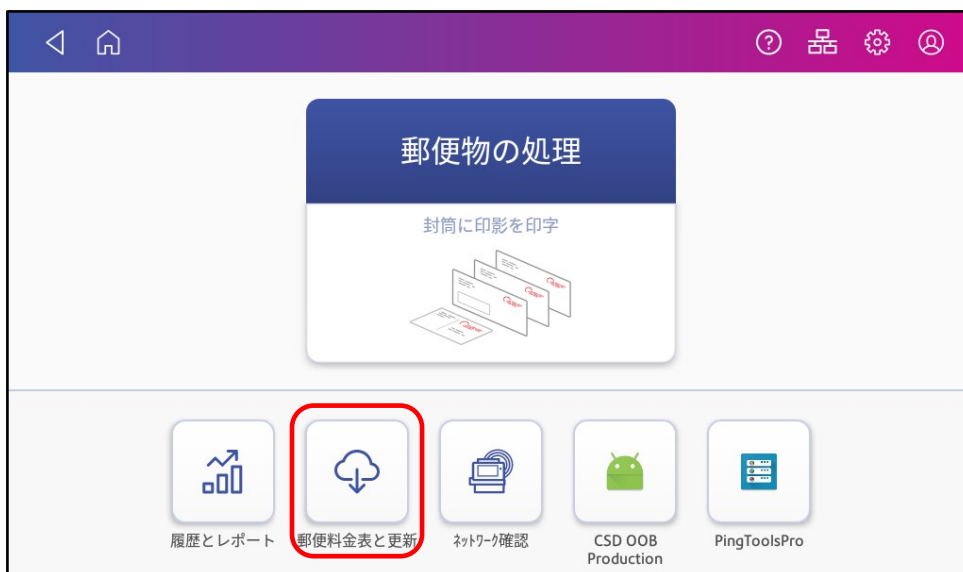 郵便物の処理
封筒に印影を印字
履歴とレポート
郵便料金表と更新
ﾈｯﾄﾜｰｸ確認
CSD OOB
Production
PingToolsPro